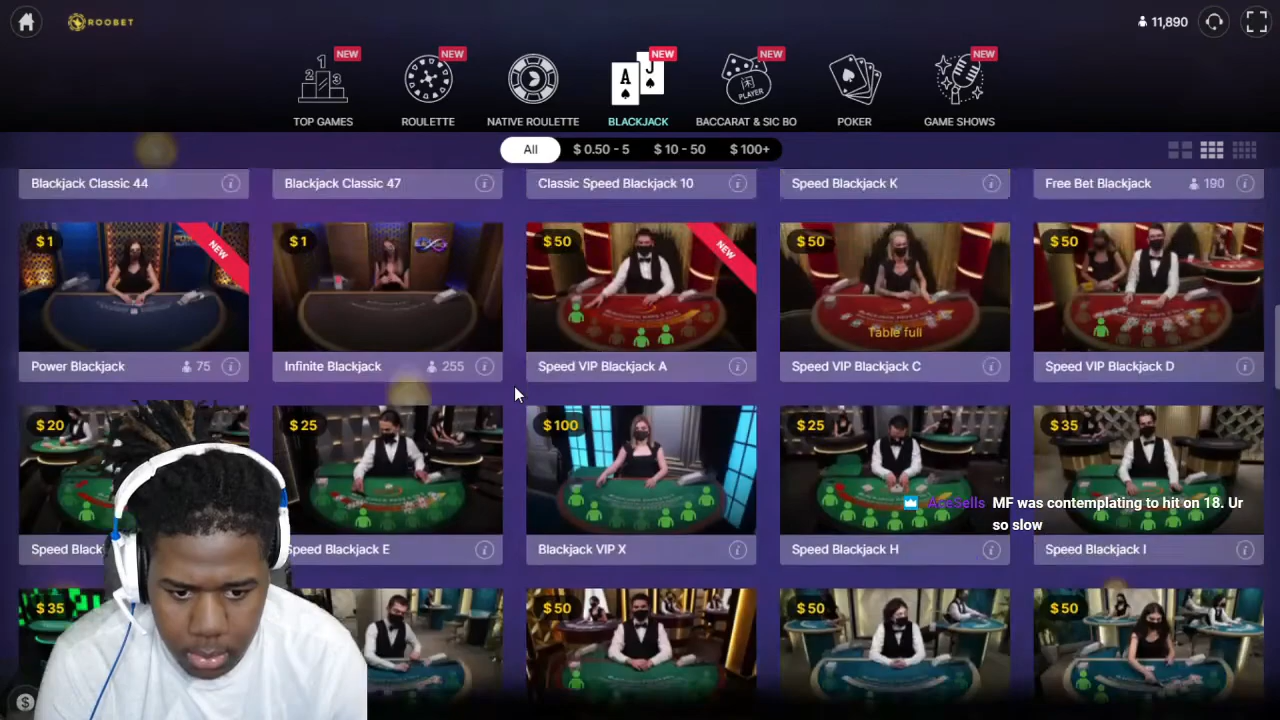 ROOBET
11,890
NEW
NEW
NEW
NEW
NEW
TOP GAMES
ROULETTE
NATIVE ROULETTE
BLACKJACK
BACCARAT & SIC BO
POKER
GAME SHOWS
All
$ 0.50 - 5
$ 10 - 50
$ 100+
Blackjack Classic 44
Blackjack Classic 47
Classic Speed Blackjack 10
Speed Blackjack K
Free Bet Blackjack
190
$ 1
NEW
$ 1
$ 50
NEW
$ 50
Table full
$ 50
Power Blackjack
75
Infinite Blackjack
255
Speed VIP Blackjack A
Speed VIP Blackjack C
Speed VIP Blackjack D
$ 20
$ 25
$ 100
$ 25
$ 35
AceSells MF was contemplating to hit on 18. Ur
so slow
Speed Black
Speed Blackjack E
Blackjack VIP X
Speed Blackjack H
Speed Blackjack I
$ 35
$ 50
$ 50
$ 50